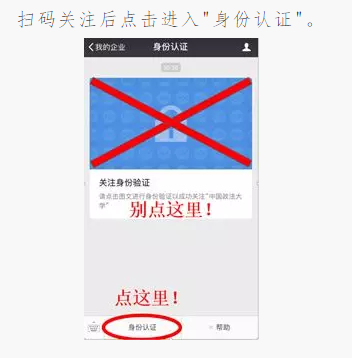 扫码关注后点击进入"身份认证"。
我的企业 身份认证
关注身份验证
请点击图文进行身份验证以成功关注"中国政法大
学"
别点这里！
点这里！
身份认证 帮助